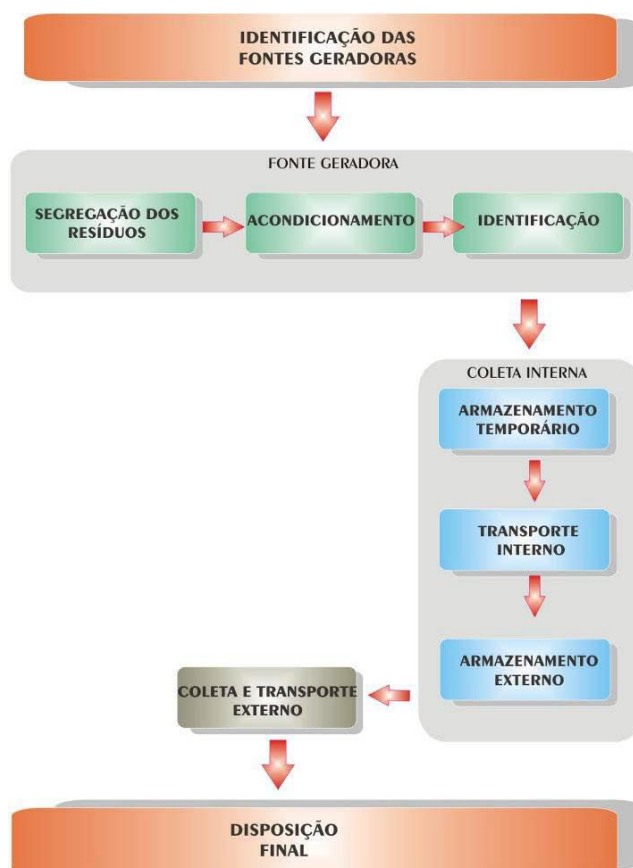 IDENTIFICAÇÃO DAS
FONTES GERADORAS
FONTE GERADORA
SEGREGAÇÃO DOS
RESÍDUOS
ACONDICIONAMENTO
IDENTIFICAÇÃO
COLETA INTERNA
ARMAZENAMENTO
TEMPORÁRIO
TRANSPORTE
INTERNO
ARMAZENAMENTO
EXTERNO
COLETA E TRANSPORTE
EXTERNO
DISPOSIÇÃO
FINAL